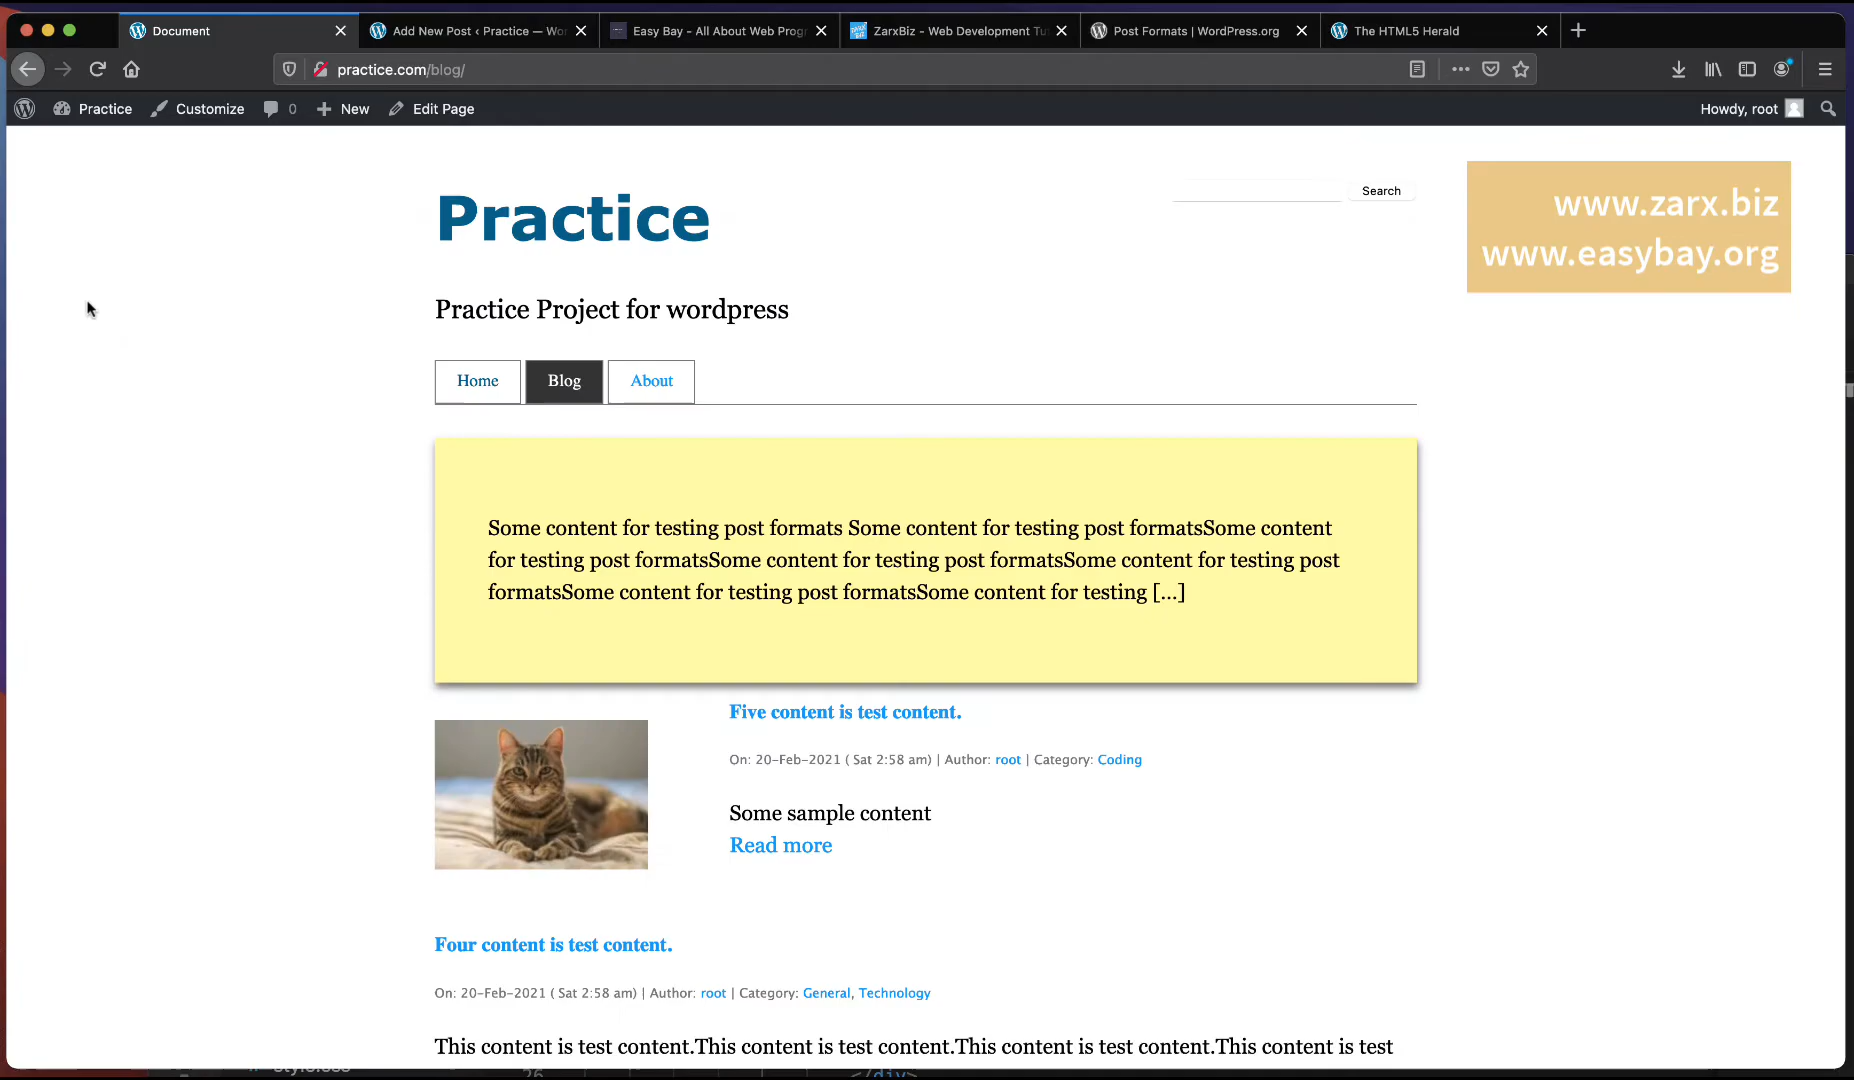 Document
Add New Post ‹ Practice — Wor
Easy Bay - All About Web Progr
ZarxBiz - Web Development Tut
Post Formats | WordPress.org
The HTML5 Herald
practice.com/blog/
Practice
Customize
0
New
Edit Page
Howdy, root
Practice
Search
www.zarx.biz
www.easybay.org
Practice Project for wordpress
Home
Blog
About
Some content for testing post formats Some content for testing post formatsSome content
for testing post formatsSome content for testing post formatsSome content for testing post
formatsSome content for testing post formatsSome content for testing [...]
Five content is test content.
On: 20-Feb-2021 ( Sat 2:58 am) | Author: root | Category: Coding
Some sample content
Read more
Four content is test content.
On: 20-Feb-2021 ( Sat 2:58 am) | Author: root | Category: General, Technology
This content is test content.This content is test content.This content is test content.This content is test
style.css
26
</div>